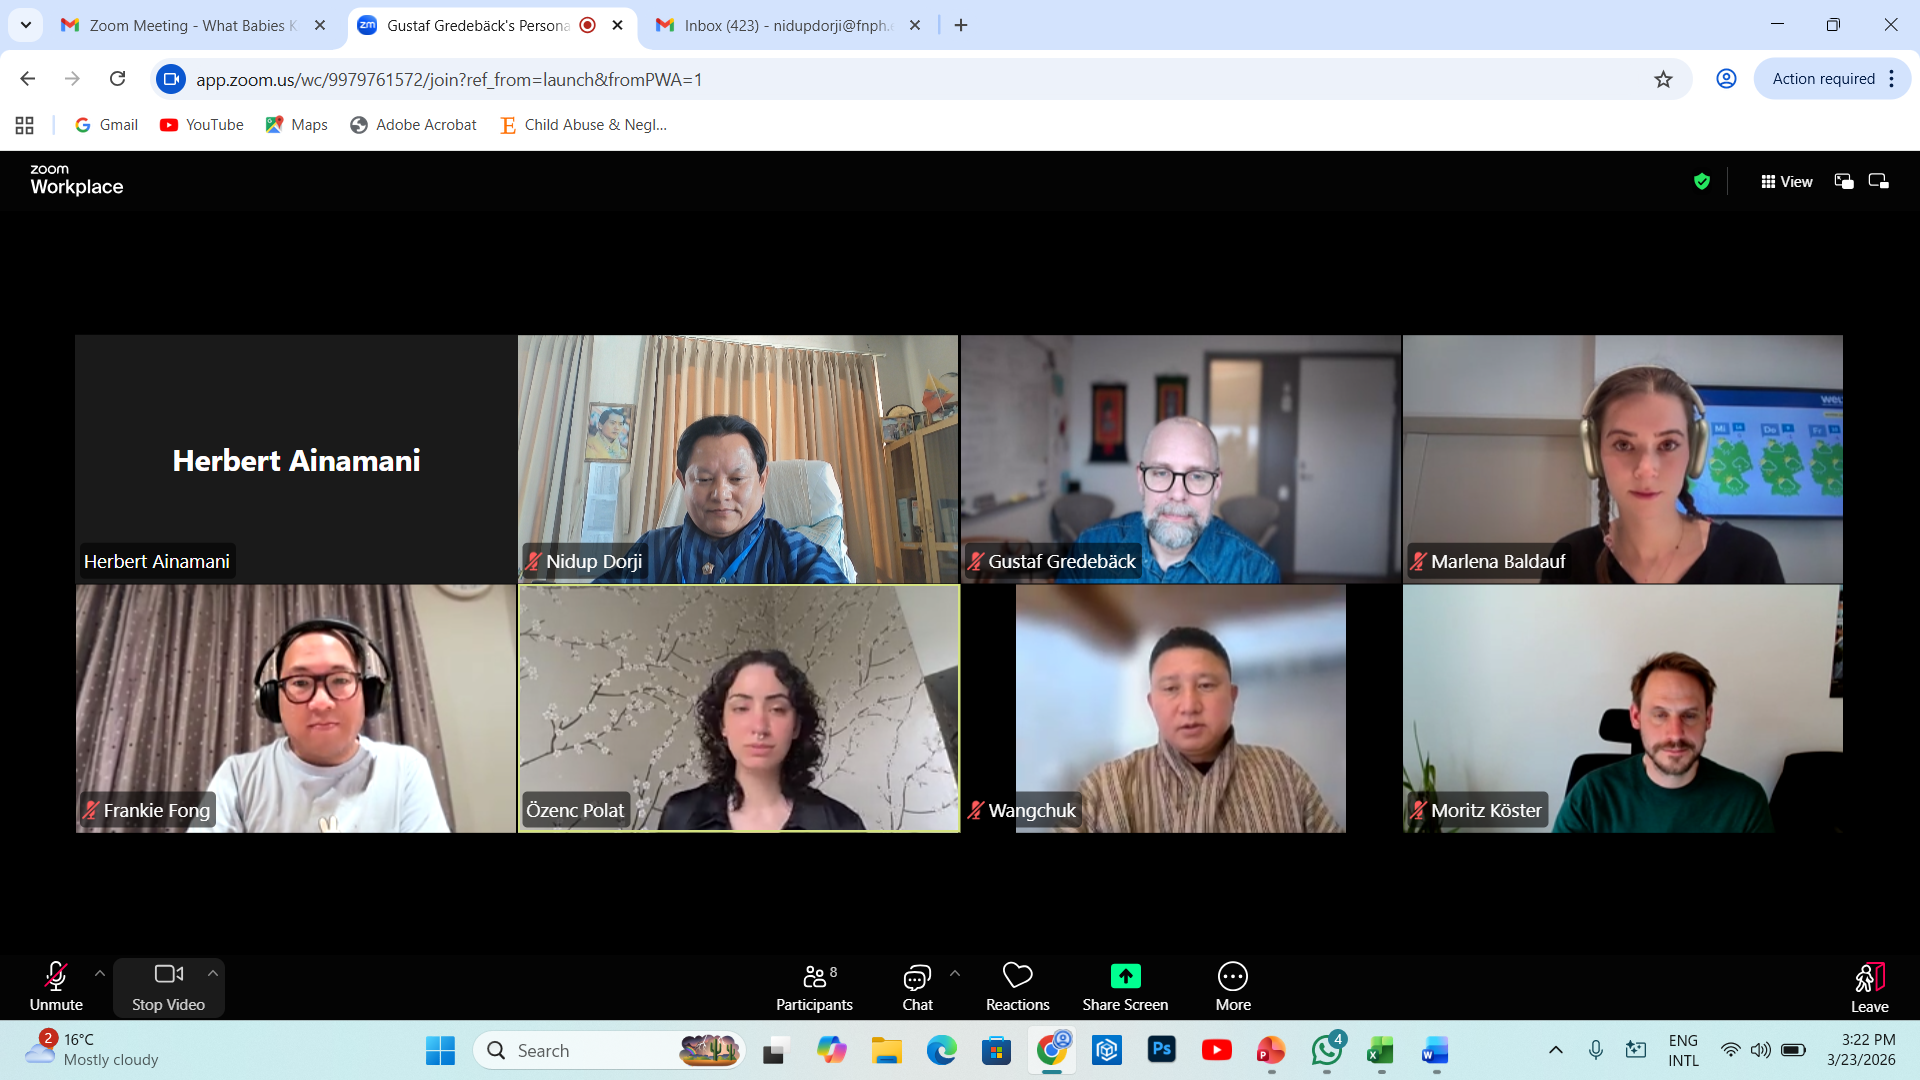 Zoom Meeting - What Babies K
Gustaf Gredebäck's Persona
Inbox (423) - nidupdorji@fnph.e
app.zoom.us/wc/9979761572/join?ref_from=launch&fromPWA=1
Action required
Gmail
YouTube
Maps
Adobe Acrobat
Child Abuse & Negl...
zoom
Workplace
View
Herbert Ainamani
Herbert Ainamani
Nidup Dorji
Gustaf Gredebäck
Marlena Baldauf
Mi
Do
Fr
Frankie Fong
Özenc Polat
Wangchuk
Moritz Köster
Unmute
Stop Video
8
Participants
Chat
Reactions
Share Screen
More
Leave
2
16°C
Mostly cloudy
Search
4
ENG
INTL
3:22 PM
3/23/2026